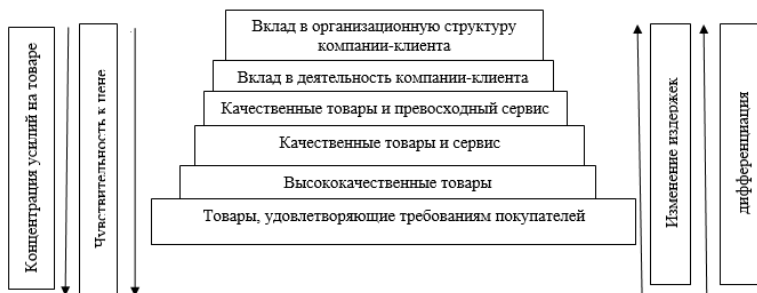 Концентрация усилий на товаре
Чувствительность к цене
Вклад в организационную структуру
компании-клиента
Вклад в деятельность компании-клиента
Качественные товары и превосходный сервис
Качественные товары и сервис
Высококачественные товары
Товары, удовлетворяющие требованиям покупателей
Изменение издержек
дифференциация